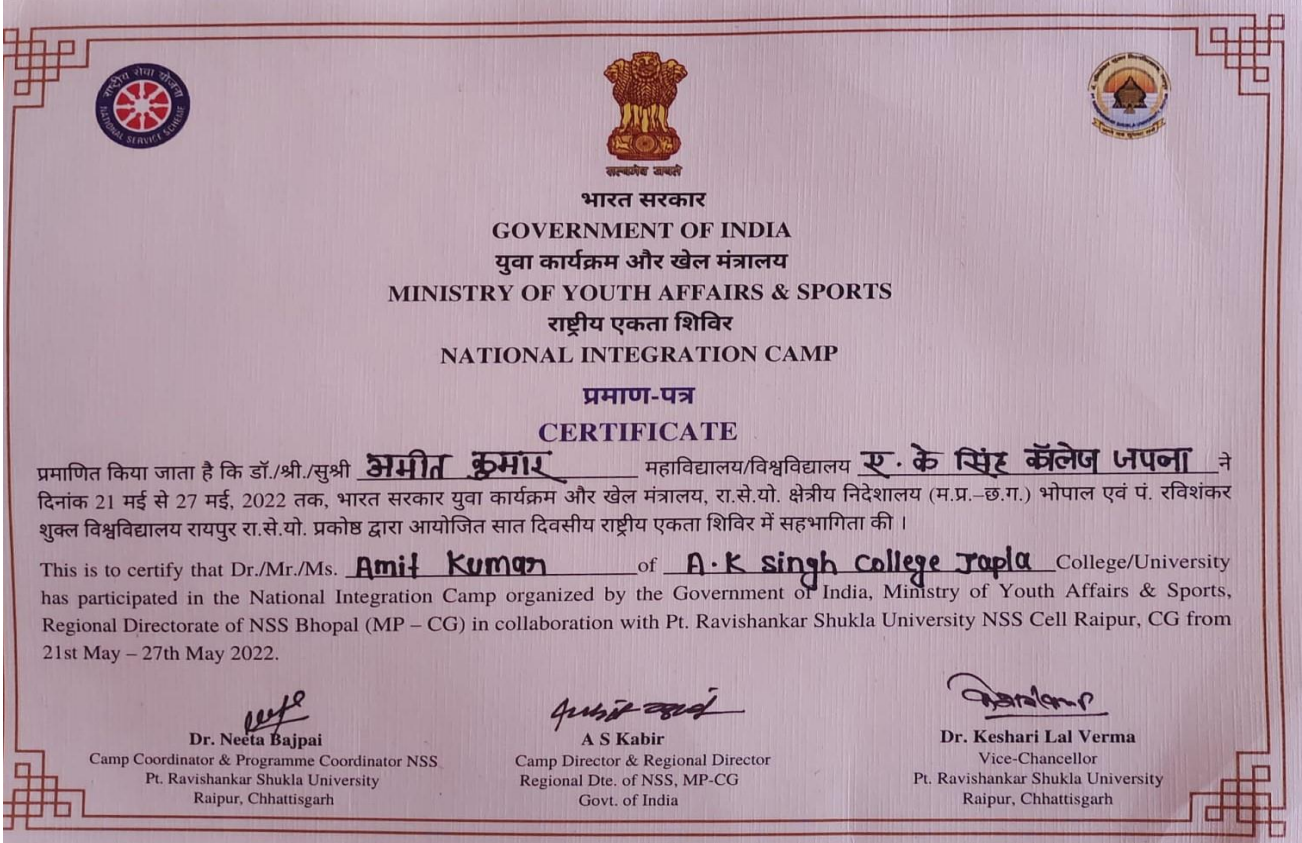 राष्ट्रीय सेवा योजना
NATIONAL SERVICE SCHEME
सत्यमेव जयते
भारत सरकार
GOVERNMENT OF INDIA
युवा कार्यक्रम और खेल मंत्रालय
MINISTRY OF YOUTH AFFAIRS & SPORTS
राष्ट्रीय एकता शिविर
NATIONAL INTEGRATION CAMP
प्रमाण-पत्र
CERTIFICATE
प्रमाणित किया जाता है कि डॉ./श्री./सुश्री अमीत कुमार महाविद्यालय/विश्वविद्यालय ए. के सिंह कॅालेज जपला ने
दिनांक 21 मई से 27 मई, 2022 तक, भारत सरकार युवा कार्यक्रम और खेल मंत्रालय, रा.से.यो. क्षेत्रीय निदेशालय (म.प्र.–छ.ग.) भोपाल एवं पं. रविशंकर
शुक्ल विश्वविद्यालय रायपुर रा.से.यो. प्रकोष्ठ द्वारा आयोजित सात दिवसीय राष्ट्रीय एकता शिविर में सहभागिता की ।
This is to certify that Dr./Mr./Ms. Amit Kumar of A.K singh college Japla College/University
has participated in the National Integration Camp organized by the Government of India, Ministry of Youth Affairs & Sports,
Regional Directorate of NSS Bhopal (MP – CG) in collaboration with Pt. Ravishankar Shukla University NSS Cell Raipur, CG from
21st May – 27th May 2022.
Dr. Neeta Bajpai
Camp Coordinator & Programme Coordinator NSS
Pt. Ravishankar Shukla University
Raipur, Chhattisgarh
A S Kabir
Camp Director & Regional Director
Regional Dte. of NSS, MP-CG
Govt. of India
Dr. Keshari Lal Verma
Vice-Chancellor
Pt. Ravishankar Shukla University
Raipur, Chhattisgarh